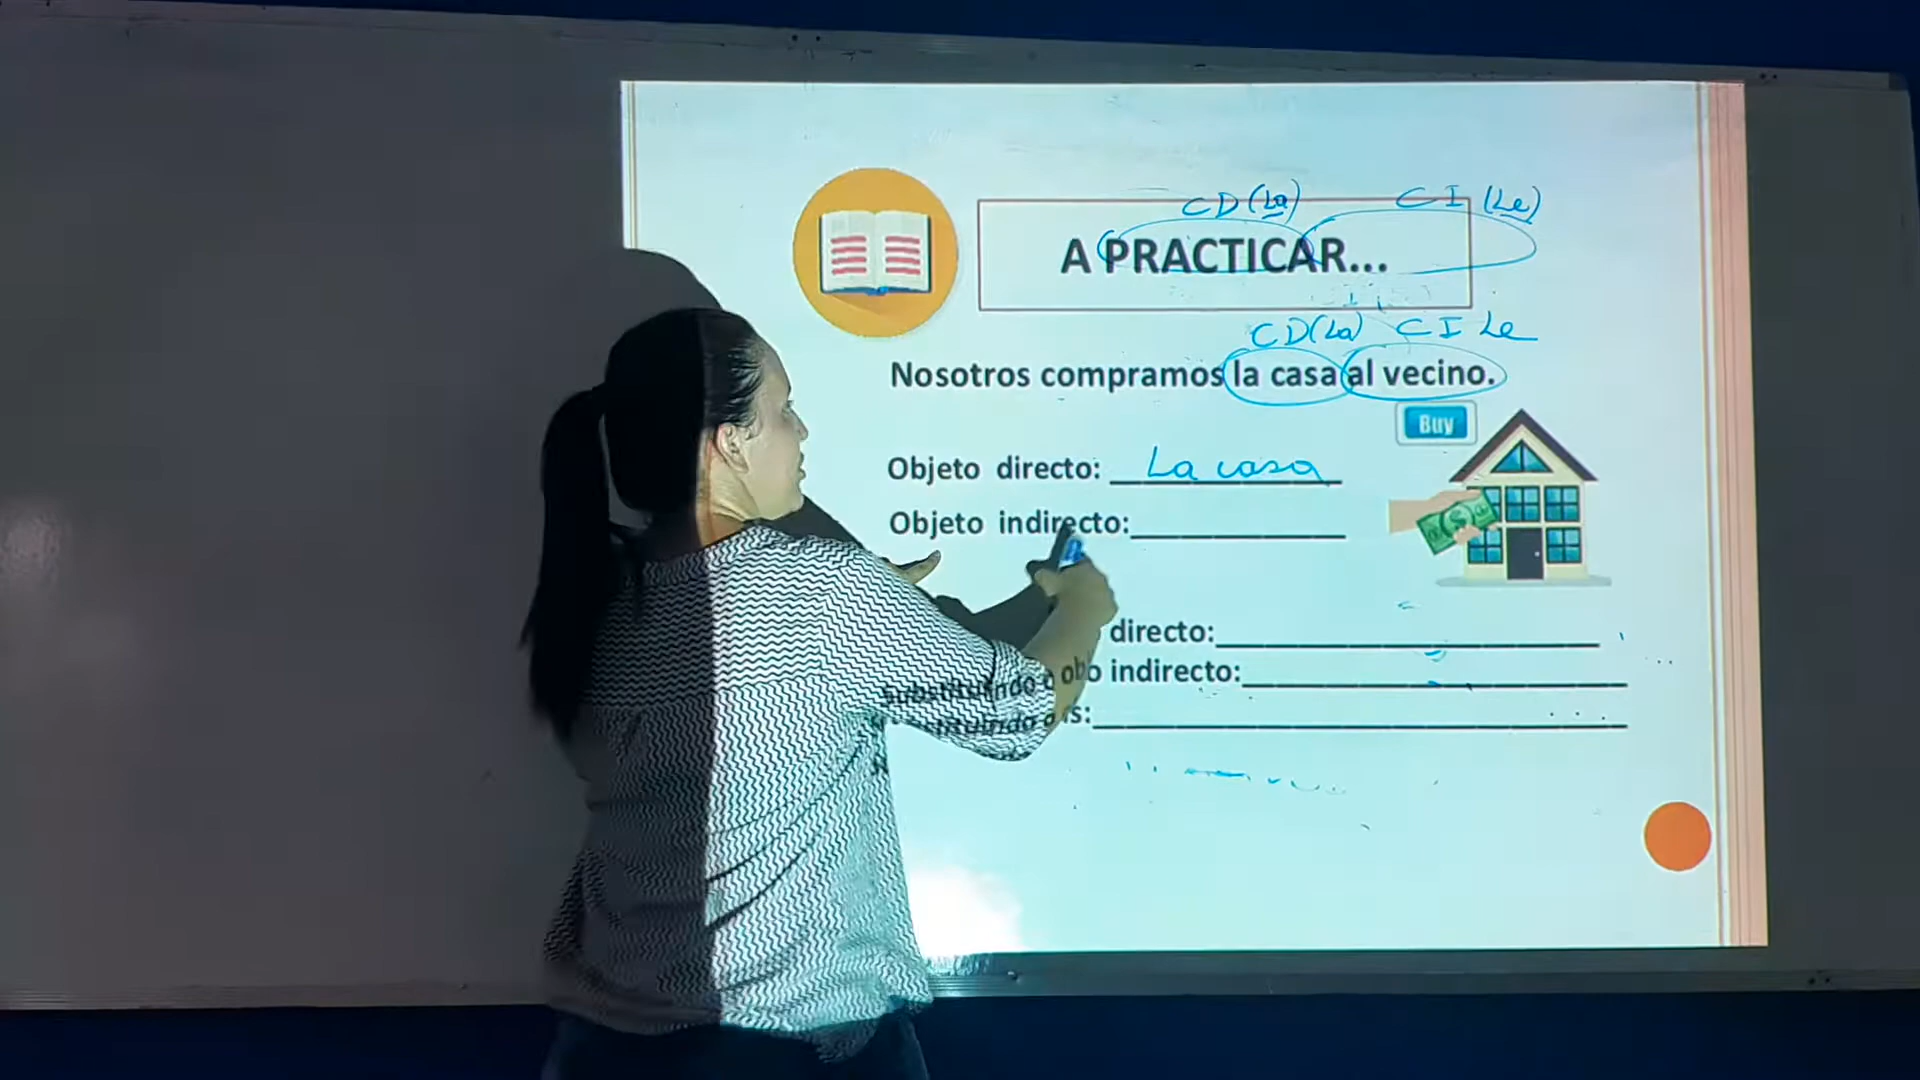 CD (La) CI (Le)
A PRACTICAR...
CD (La) CI Le
Nosotros compramos la casa al vecino.
Buy
Objeto directo: La casa
Objeto indirecto:
directo:
indirecto: